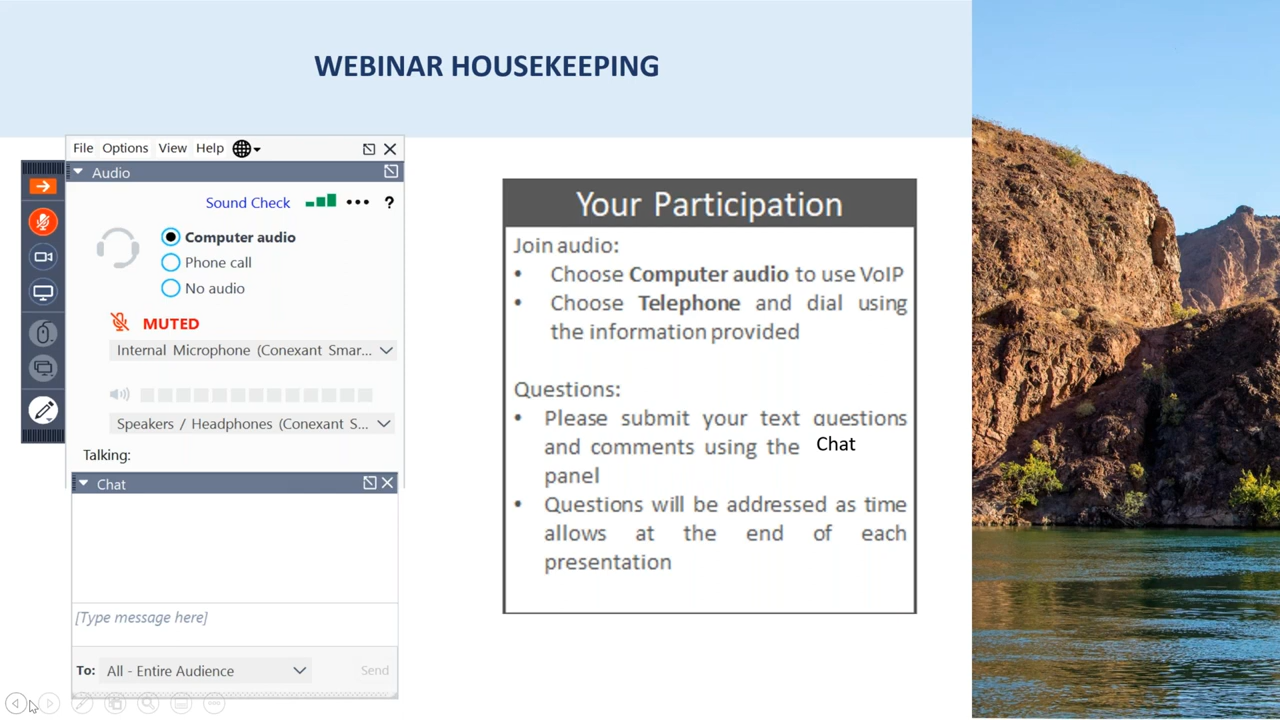 WEBINAR HOUSEKEEPING
File Options View Help
Audio
Sound Check ••• ?
Computer audio
Phone call
No audio
MUTED
Internal Microphone (Conexant Smar...
Speakers / Headphones (Conexant S...
Talking:
Chat
[Type message here]
To: All - Entire Audience
Send
Your Participation
Join audio:
• Choose Computer audio to use VoIP
• Choose Telephone and dial using
the information provided
Questions:
• Please submit your text questions
and comments using the Chat
panel
• Questions will be addressed as time
allows at the end of each
presentation